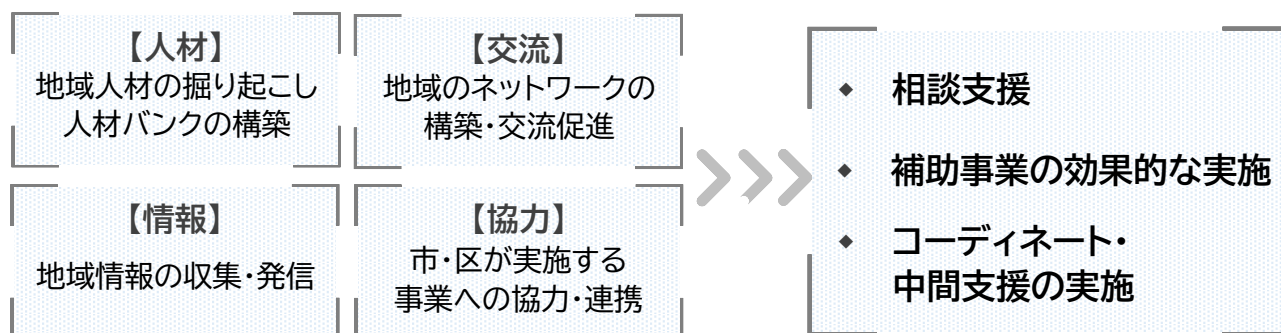 【人材】
地域人材の掘り起こし
人材バンクの構築
【交流】
地域のネットワークの
構築・交流促進
【情報】
地域情報の収集・発信
【協力】
市・区が実施する
事業への協力・連携
◆ 相談支援
◆ 補助事業の効果的な実施
◆ コーディネート・
中間支援の実施